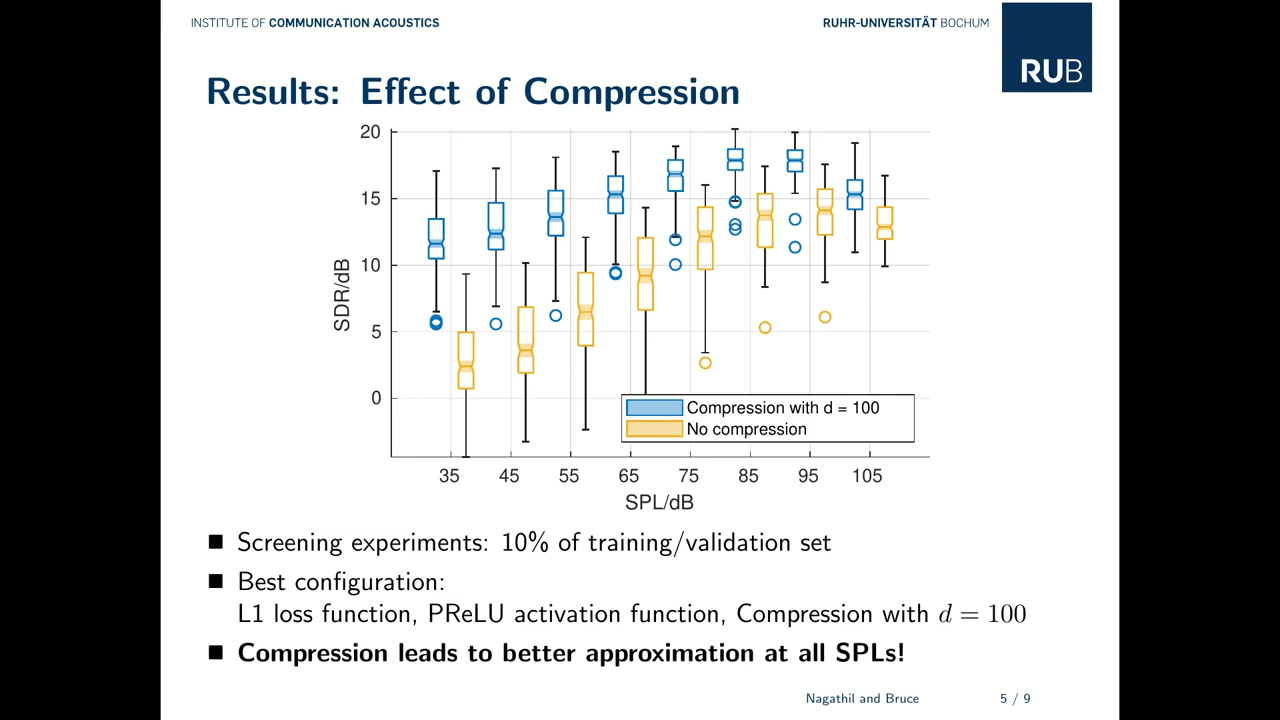 INSTITUTE OF COMMUNICATION ACOUSTICS
RUHR-UNIVERSITÄT BOCHUM
RUB
Results: Effect of Compression
20
15
10
5
0
SDR/dB
Compression with d = 100
No compression
35 45 55 65 75 85 95 105
SPL/dB
Screening experiments: 10% of training/validation set
Best configuration:
L1 loss function, PReLU activation function, Compression with d = 100
Compression leads to better approximation at all SPLs!
Nagathil and Bruce
5 / 9